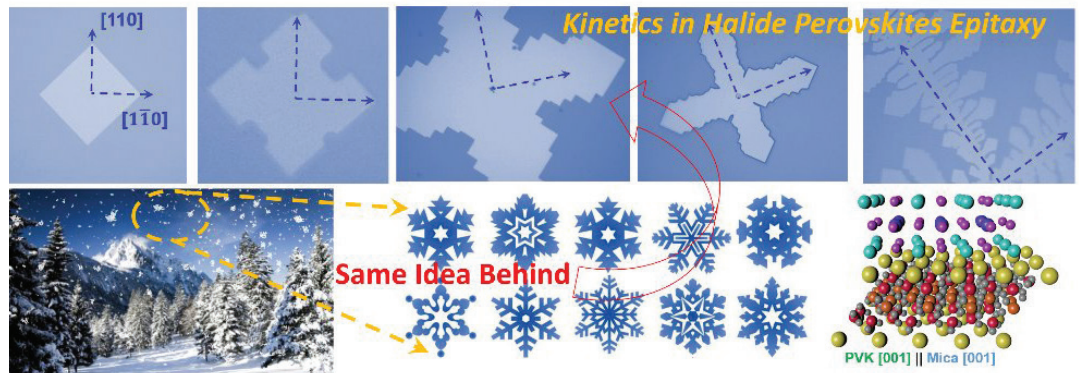 Kinetics in Halide Perovskites Epitaxy
[110]
[11̄0]
Same Idea Behind
PVK [001] || Mica [001]